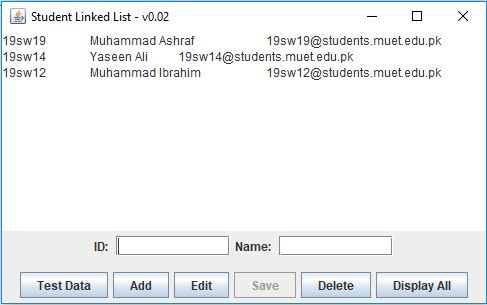 Student Linked List - v0.02
19sw19 Muhammad Ashraf 19sw19@students.muet.edu.pk
19sw14 Yaseen Ali 19sw14@students.muet.edu.pk
19sw12 Muhammad Ibrahim 19sw12@students.muet.edu.pk
ID: Name:
Test Data Add Edit Save Delete Display All